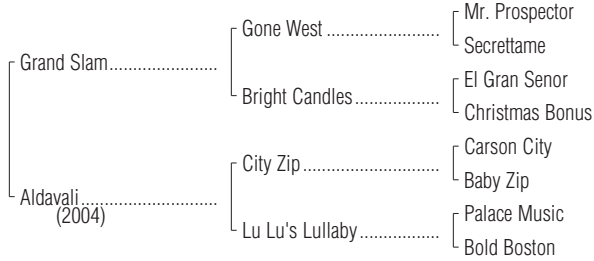 Mr. Prospector
Gone West
Secrettame
Grand Slam
El Gran Senor
Bright Candles
Christmas Bonus
Carson City
City Zip
Baby Zip
Aldavali
(2004)
Palace Music
Lu Lu's Lullaby
Bold Boston